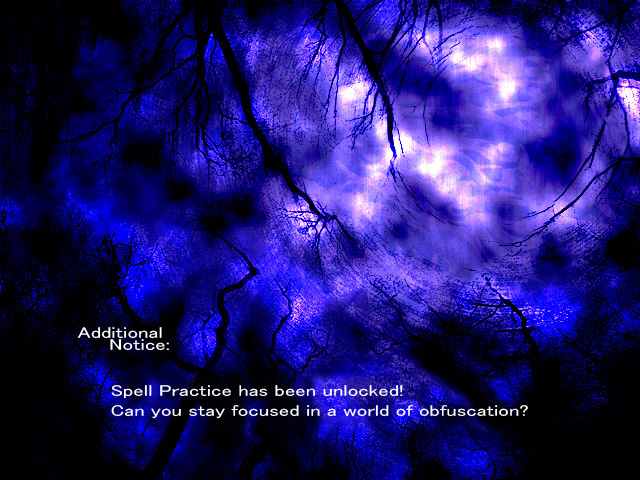 Additional
Notice:
Spell Practice has been unlocked!
Can you stay focused in a world of obfuscation?